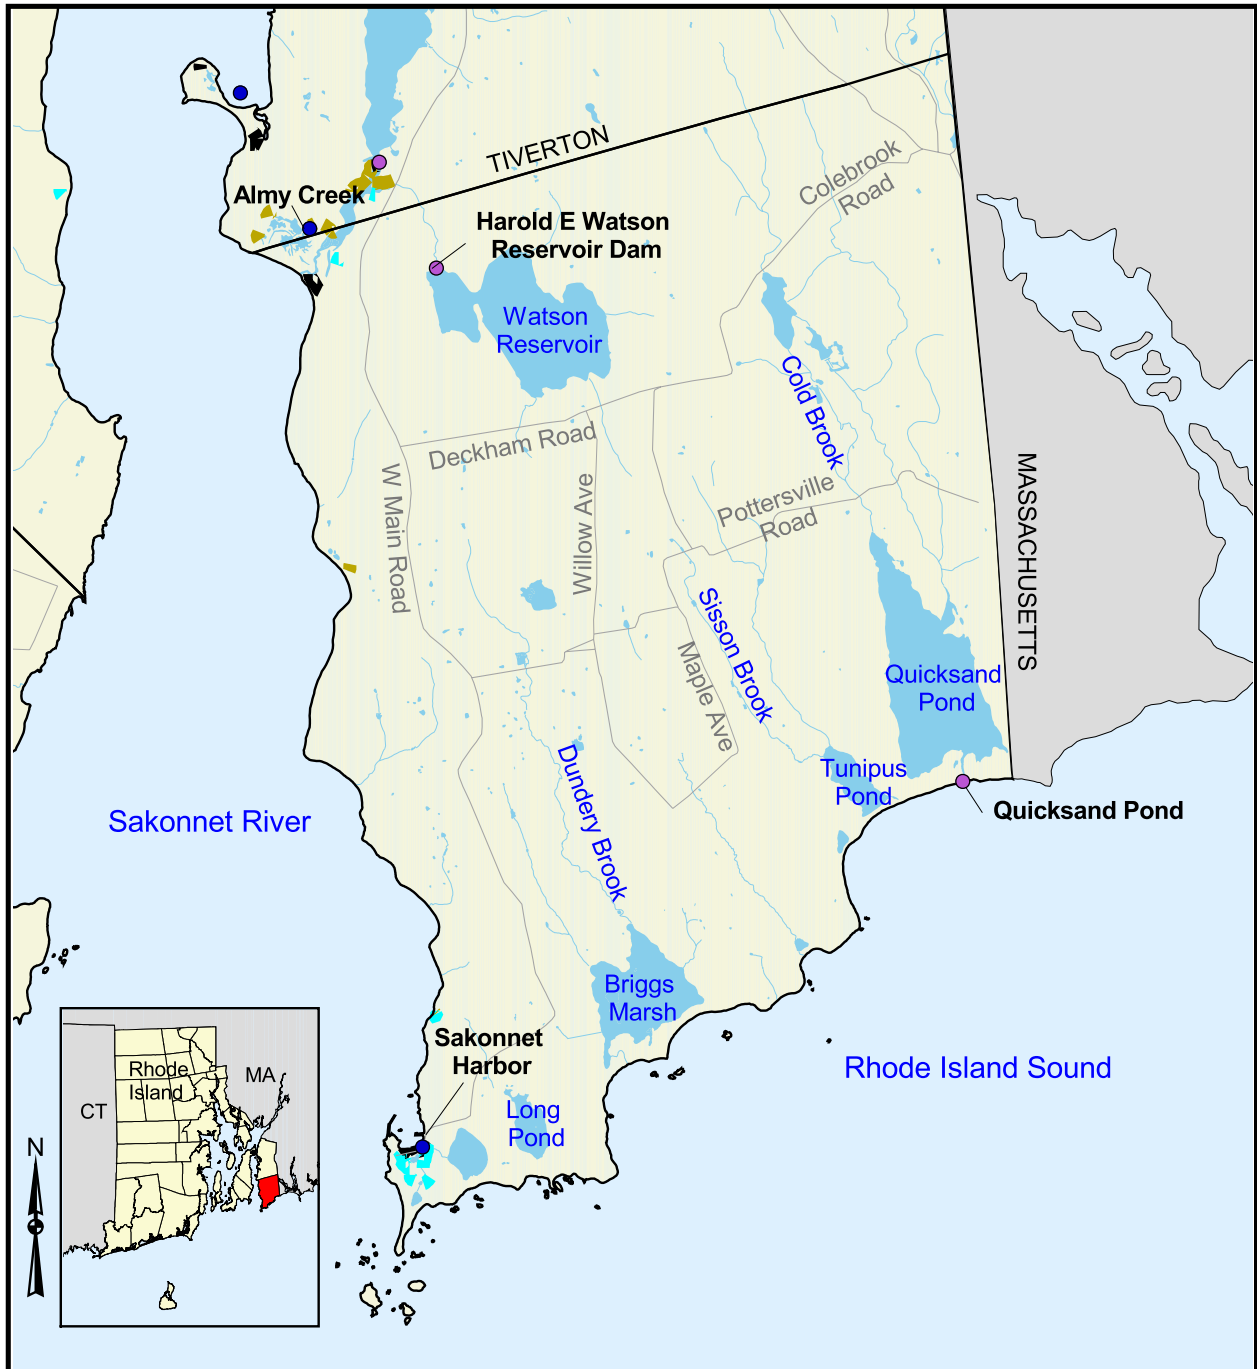 TIVERTON
Colebrook
Road
Almy Creek
Harold E Watson
Reservoir Dam
Watson
Reservoir
Cold Brook
Deckham Road
W Main Road
Willow Ave
Pottersville
Road
MASSACHUSETTS
Sisson Brook
Maple Ave
Quicksand
Pond
Tunipus
Pond
Quicksand Pond
Dundery Brook
Sakonnet River
Briggs
Marsh
Sakonnet
Harbor
Rhode Island Sound
Long
Pond
Rhode
Island
MA
CT
N